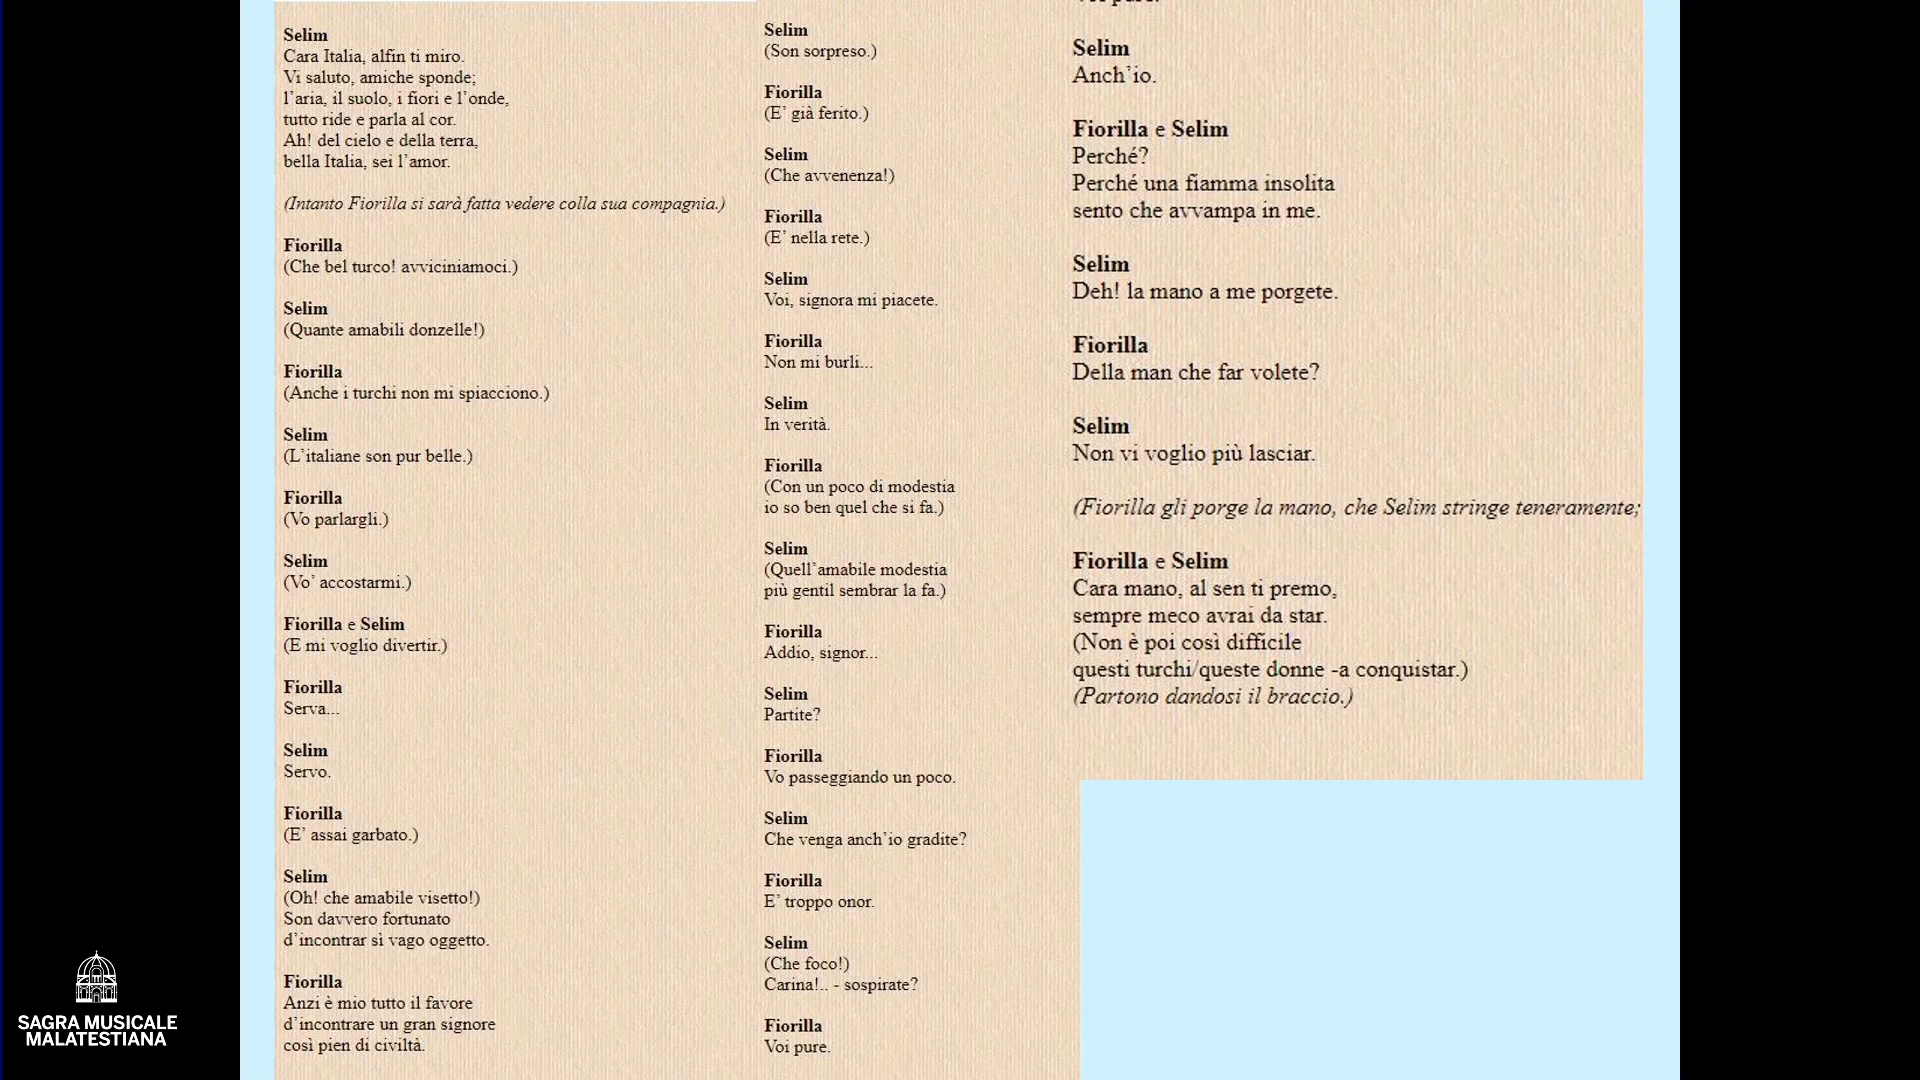 Selim
Cara Italia, alfin ti miro.
Vi saluto, amiche sponde;
l'aria, il suolo, i fiori e l'onde,
tutto ride e parla al cor.
Ah! del cielo e della terra,
bella Italia, sei l'amor.
(Intanto Fiorilla si sarà fatta vedere colla sua compagnia.)
Fiorilla
(Che bel turco! avviciniamoci.)
Selim
(Quante amabili donzelle!)
Fiorilla
(Anche i turchi non mi spiacciono.)
Selim
(L'italiane son pur belle.)
Fiorilla
(Vo parlargli.)
Selim
(Vo' accostarmi.)
Fiorilla e Selim
(E mi voglio divertir.)
Fiorilla
Serva...
Selim
Servo.
Fiorilla
(E' assai garbato.)
Selim
(Oh! che amabile visetto!)
Son davvero fortunato
d'incontrar sì vago oggetto.
Fiorilla
Anzi è mio tutto il favore
d'incontrare un gran signore
così pien di civiltà.
Selim
(Son sorpreso.)
Fiorilla
(E' già ferito.)
Selim
(Che avvenenza!)
Fiorilla
(E' nella rete.)
Selim
Voi, signora mi piacete.
Fiorilla
Non mi burli...
Selim
In verità.
Fiorilla
(Con un poco di modestia
io so ben quel che si fa.)
Selim
(Quell'amabile modestia
più gentil sembrar la fa.)
Fiorilla
Addio, signor...
Selim
Partite?
Fiorilla
Vo passeggiando un poco.
Selim
Che venga anch'io gradite?
Fiorilla
E' troppo onor.
Selim
(Che foco!)
Carina!.. - sospirate?
Fiorilla
Voi pure.
Voi pure.
Selim
Anch'io.
Fiorilla e Selim
Perché?
Perché una fiamma insolita
sento che avvampa in me.
Selim
Deh! la mano a me porgete.
Fiorilla
Della man che far volete?
Selim
Non vi voglio più lasciar.
(Fiorilla gli porge la mano, che Selim stringe teneramente;
Fiorilla e Selim
Cara mano, al sen ti premo,
sempre meco avrai da star.
(Non è poi così difficile
questi turchi/queste donne -a conquistar.)
(Partono dandosi il braccio.)
SAGRA MUSICALE
MALATESTIANA